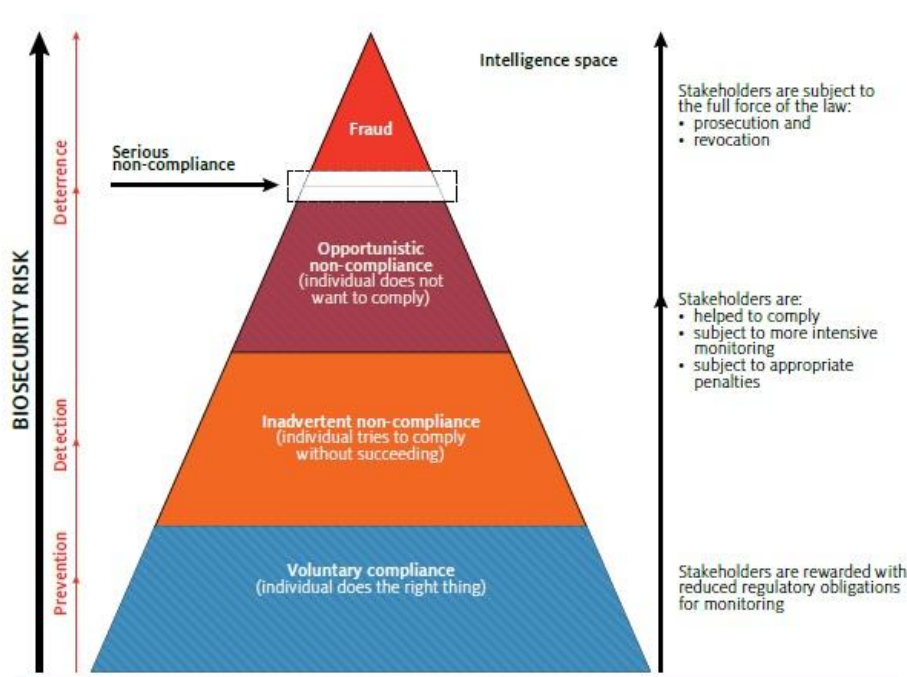 Intelligence space
Fraud
Serious
non-compliance
Opportunistic
non-compliance
(individual does not
want to comply)
Inadvertent non-compliance
(individual tries to comply
without succeeding)
Voluntary compliance
(individual does the right thing)
BIOSECURITY RISK
Deterrence
Detection
Prevention
Stakeholders are subject to
the full force of the law:
• prosecution and
• revocation
Stakeholders are:
• helped to comply
• subject to more intensive
monitoring
• subject to appropriate
penalties
Stakeholders are rewarded with
reduced regulatory obligations
for monitoring